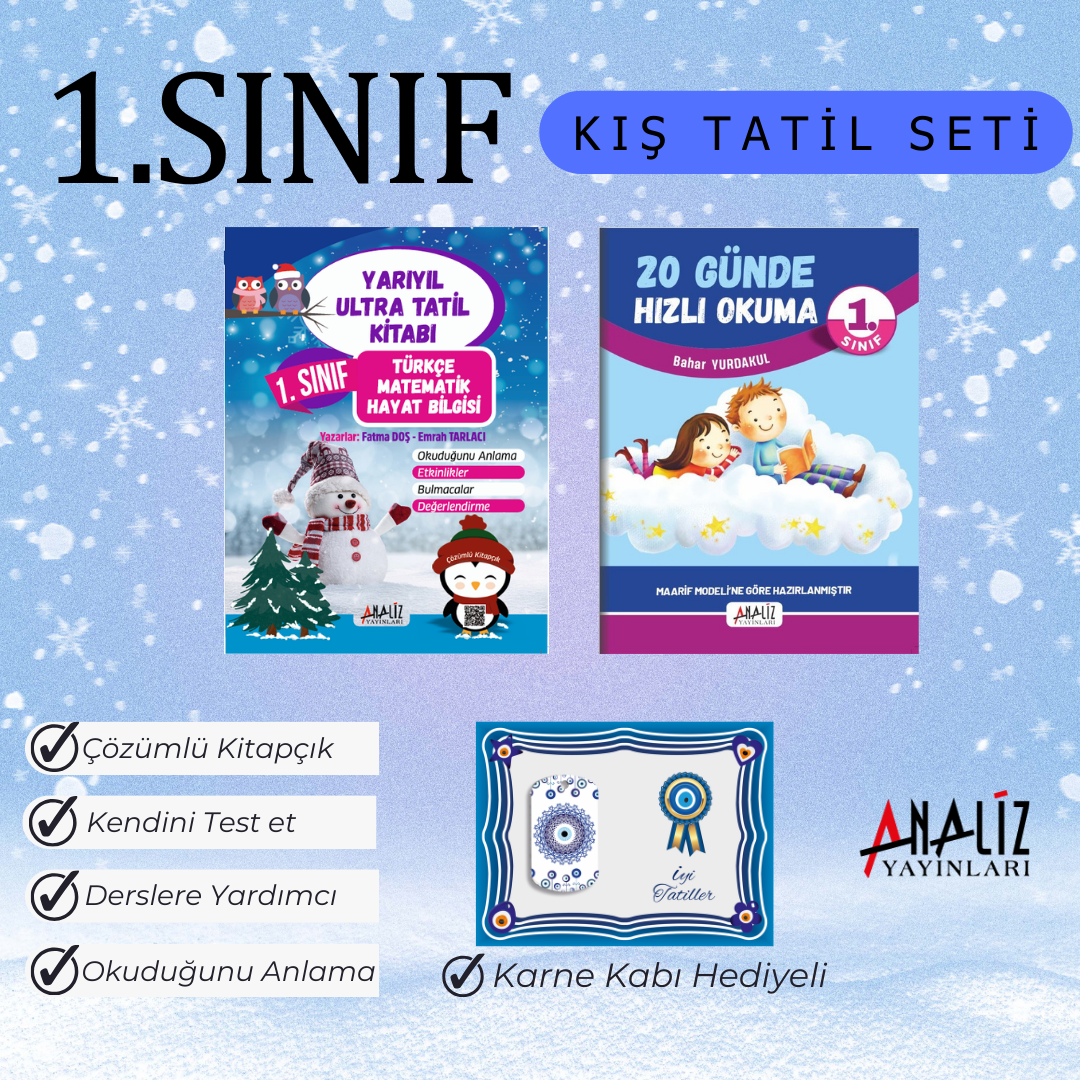 1.SINIF
KIŞ TATİL SETİ
YARIYIL
ULTRA TATİL
KİTABI
1. SINIF
TÜRKÇE
MATEMATİK
HAYAT BİLGİSİ
Yazarlar: Fatma DOŞ - Emrah TARLACI
Okuduğunu Anlama
Etkinlikler
Bulmacalar
Değerlendirme
Çözümlü Kitapçık
ANALİZ
YAYINLARI
20 GÜNDE
HIZLI OKUMA
1.
SINIF
Bahar YURDAKUL
MAARİF MODELİ'NE GÖRE HAZIRLANMIŞTIR
ANALİZ
YAYINLARI
Çözümlü Kitapçık
Kendini Test et
Derslere Yardımcı
Okuduğunu Anlama
İyi
Tatiller
Karne Kabı Hediyeli
ANALİZ
YAYINLARI